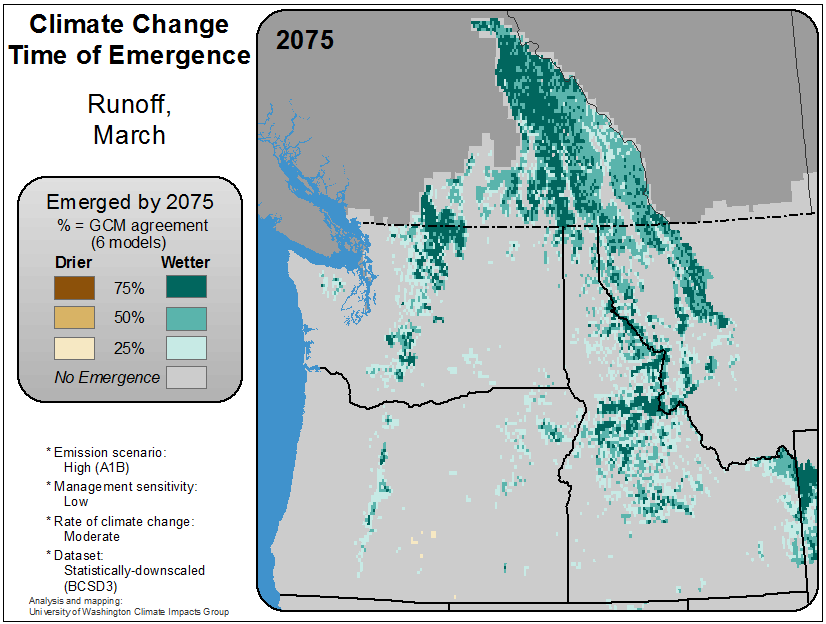 Climate Change
Time of Emergence
Runoff,
March
2075
Emerged by 2075
% = GCM agreement
(6 models)
Drier Wetter
75%
50%
25%
No Emergence
* Emission scenario:
High (A1B)
* Management sensitivity:
Low
* Rate of climate change:
Moderate
* Dataset:
Statistically-downscaled
(BCSD3)
Analysis and mapping:
University of Washington Climate Impacts Group